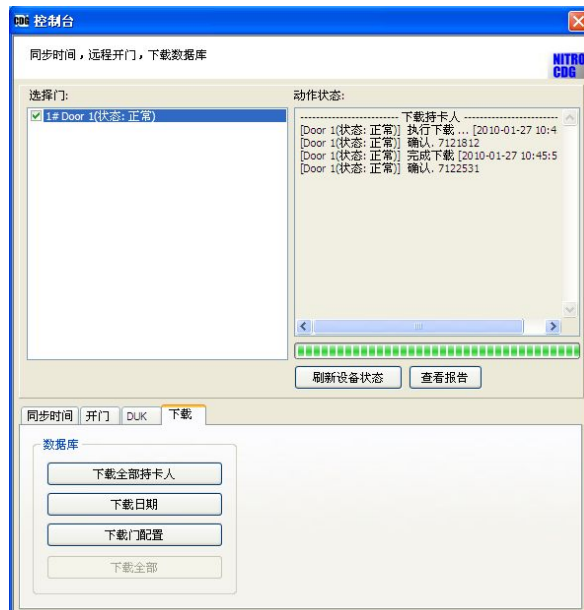 CDG 控制台
同步时间，远程开门，下载数据库
NITRO
CDG
选择门:
动作状态:
1# Door 1(状态: 正常)
---------------------- 下载持卡人 ----------------------
[Door 1(状态: 正常)] 执行下载 ... [2010-01-27 10:4
[Door 1(状态: 正常)] 确认. 7121812
[Door 1(状态: 正常)] 完成下载 [2010-01-27 10:45:5
[Door 1(状态: 正常)] 确认. 7122531
刷新设备状态 查看报告
同步时间 开门 DUK 下载
数据库
下载全部持卡人
下载日期
下载门配置
下载全部